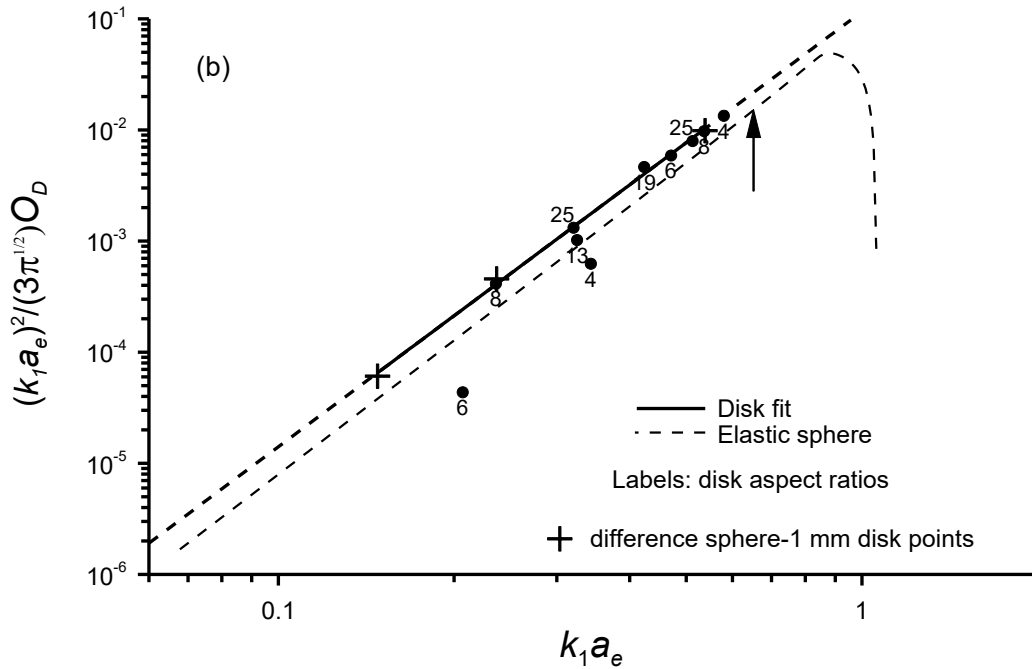 10⁻¹
(b)
10⁻²
25 4
8
6
19
10⁻³
25
13
4
8
10⁻⁴
6
Disk fit
Elastic sphere
10⁻⁵
Labels: disk aspect ratios
difference sphere-1 mm disk points
10⁻⁶
0.1 1
k₁aₑ
(k₁aₑ)²/(3π^1/2)O_D